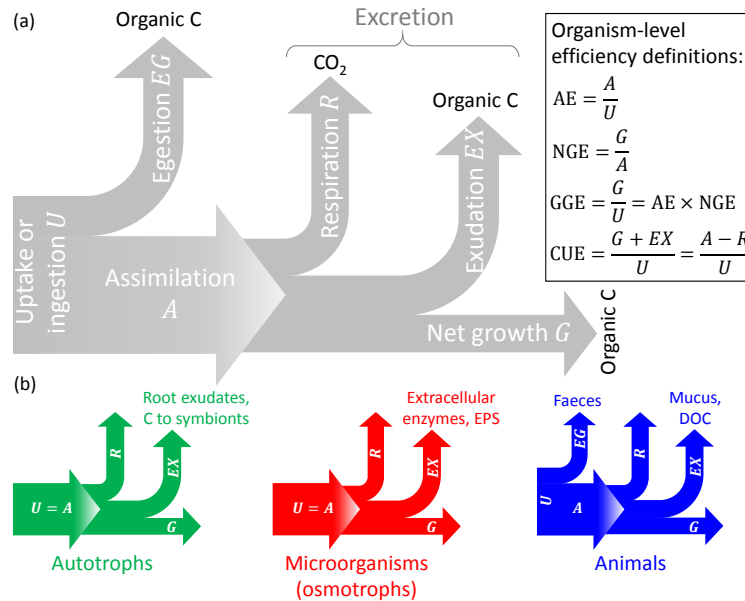 (a)
Organic C
Excretion
CO2
Organic C
Egestion EG
Respiration R
Exudation EX
Uptake or
ingestion U
Assimilation
A
Net growth G
Organic C
Organism-level
efficiency definitions:
AE = A/U
NGE = G/A
GGE = G/U = AE × NGE
CUE = (G + EX)/U = (A − R)/U
(b)
Root exudates,
C to symbionts
R
EX
U = A
G
Autotrophs
Extracellular
enzymes, EPS
R
EX
U = A
G
Microorganisms
(osmotrophs)
Faeces
Mucus,
DOC
EG
R
EX
U
A
G
Animals